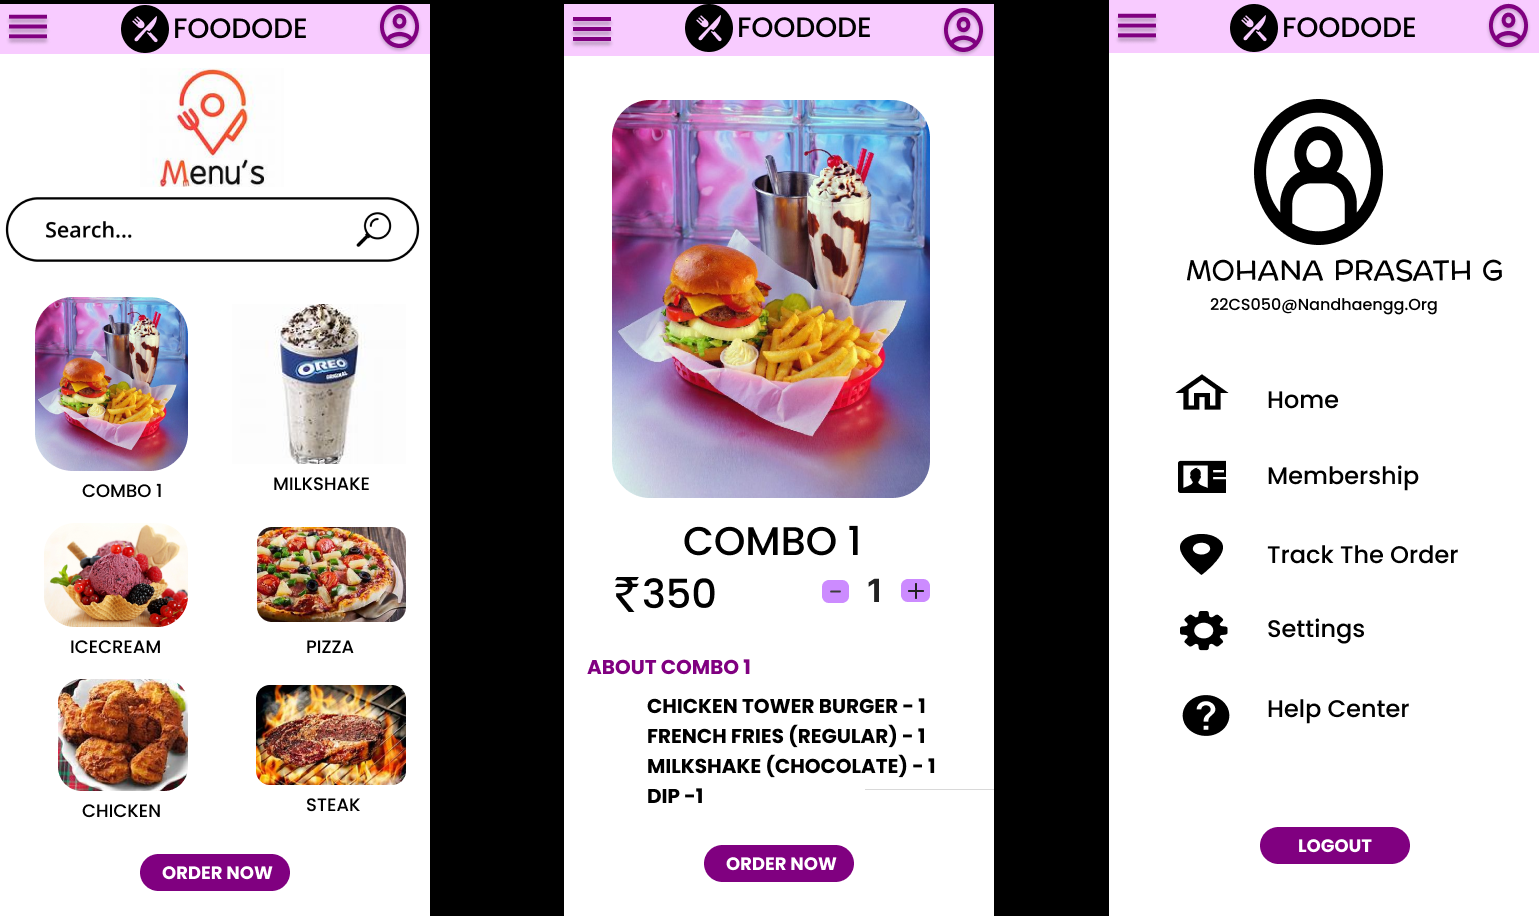 FOODODE
Menu's
Search...
OREO
ORIGINAL
COMBO 1
MILKSHAKE
ICECREAM
PIZZA
CHICKEN
STEAK
ORDER NOW
FOODODE
COMBO 1
₹350
- 1 +
ABOUT COMBO 1
CHICKEN TOWER BURGER - 1
FRENCH FRIES (REGULAR) - 1
MILKSHAKE (CHOCOLATE) - 1
DIP -1
ORDER NOW
FOODODE
MOHANA PRASATH G
22CS050@Nandhaengg.Org
Home
Membership
Track The Order
Settings
Help Center
LOGOUT